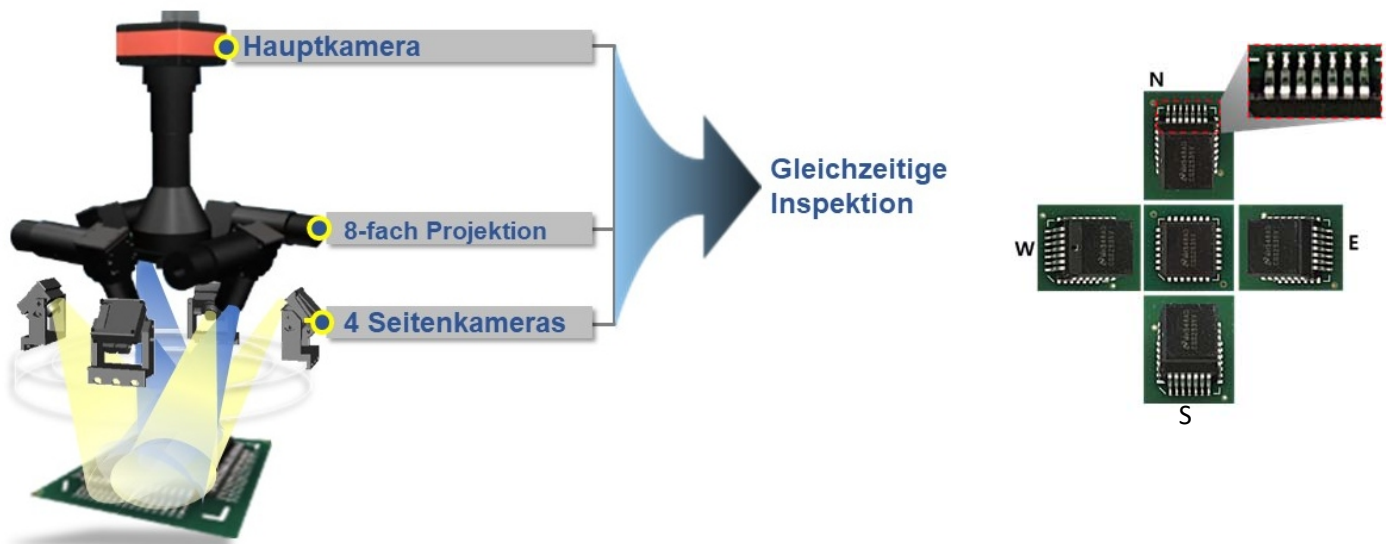 Hauptkamera
8-fach Projektion
4 Seitenkameras
Gleichzeitige
Inspektion
N
W
E
S